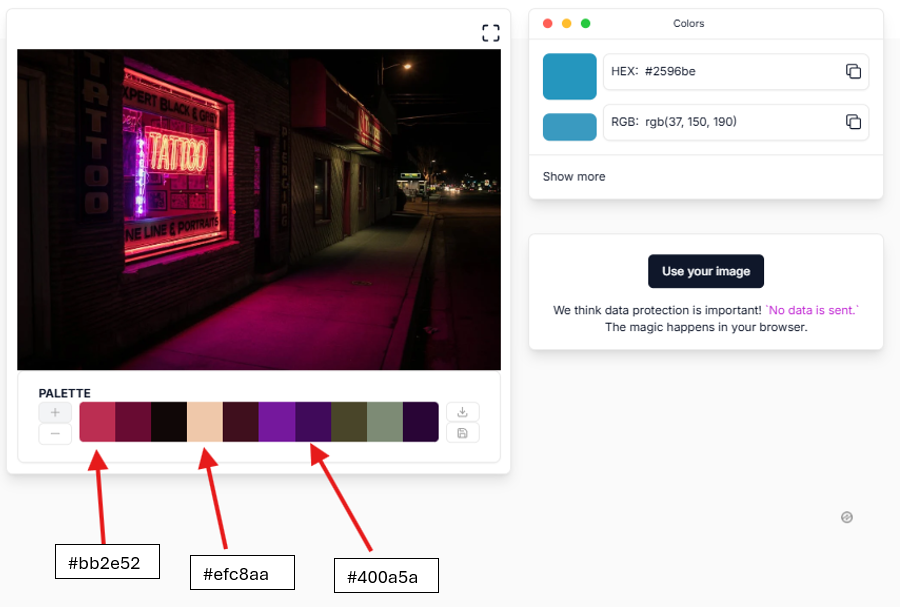 Colors
HEX: #2596be
RGB: rgb(37, 150, 190)
Show more
TATTOO
EXPERT BLACK & GREY
TATTOO
PIERCING
NE LINE & PORTRAITS
Use your image
We think data protection is important! `No data is sent.`
The magic happens in your browser.
PALETTE
#bb2e52
#efc8aa
#400a5a